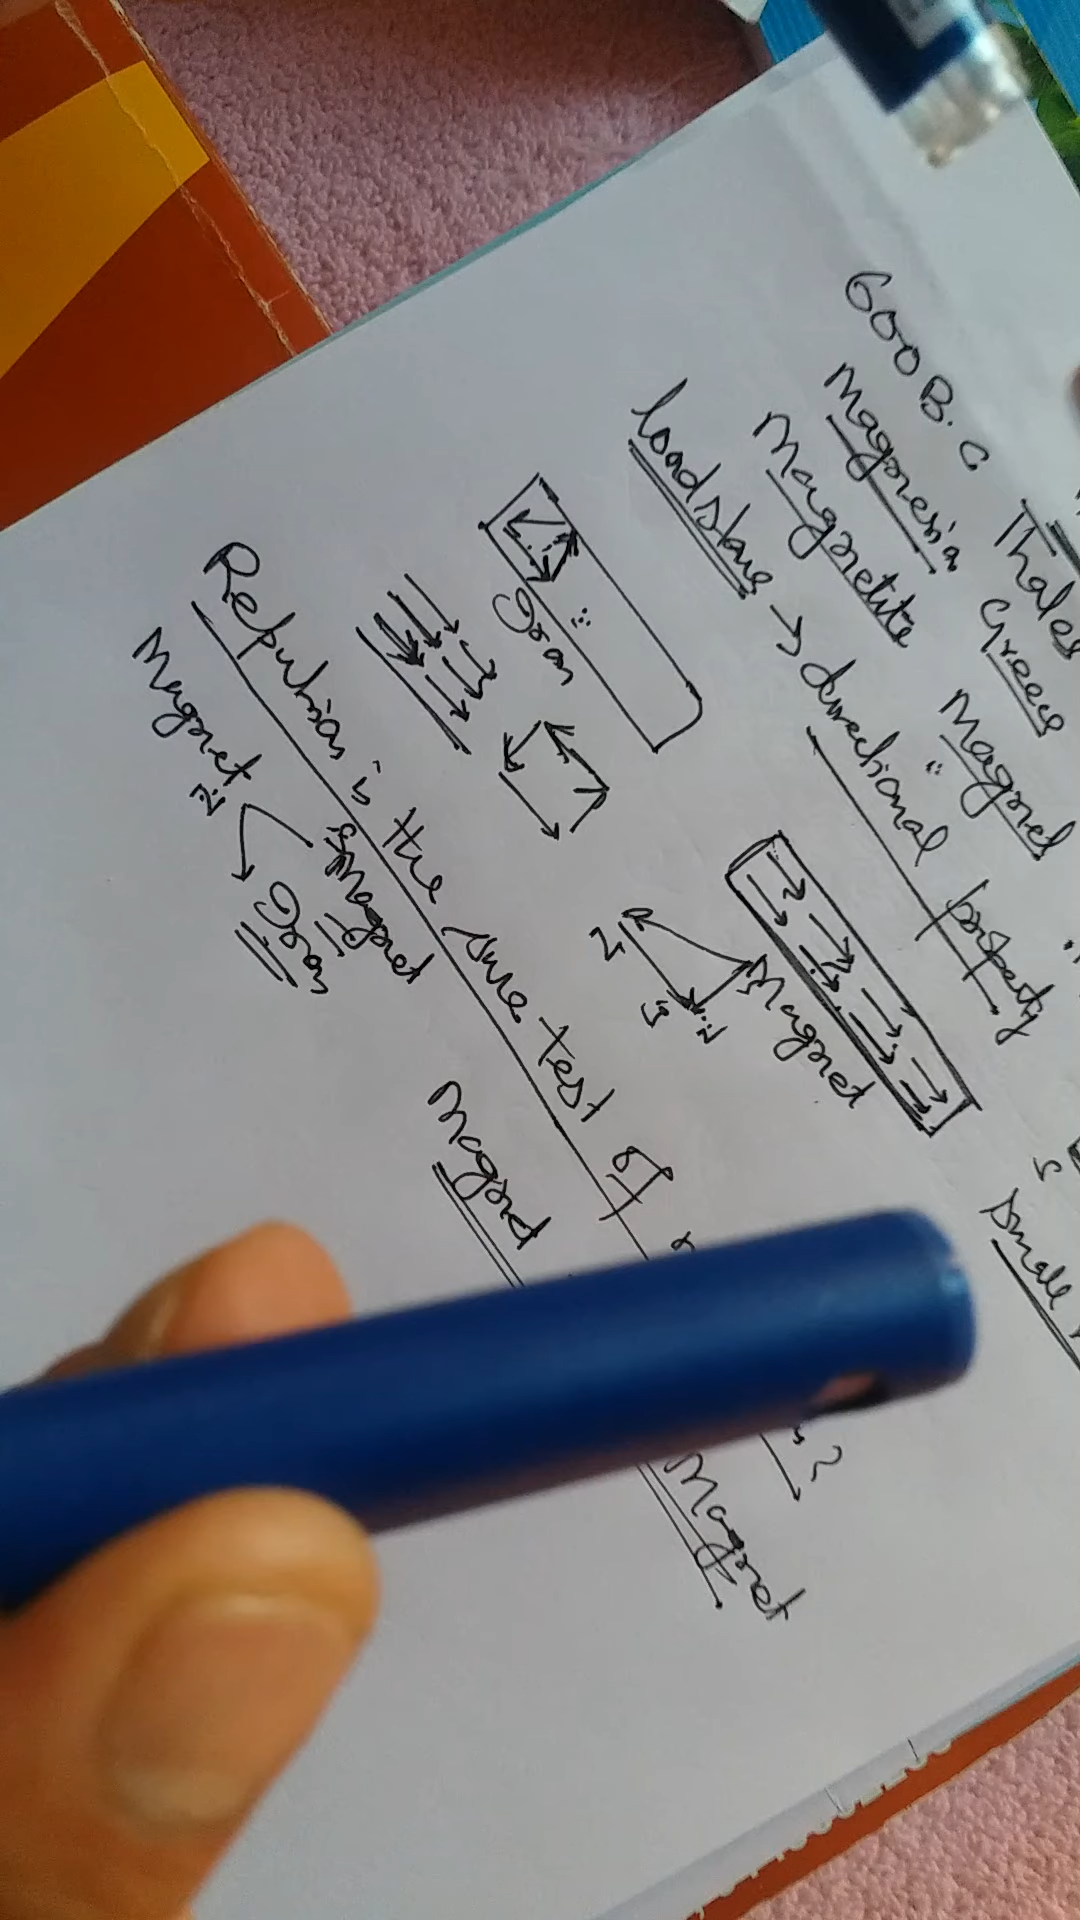 600 B.C Thales
Greece
Magnesia Magnet
Magnetite
loadstone → directional property
S
small
Iron
Magnet
N
S
N
S
Repulsion is the sure test of
Magnet Magnet
N S
Iron
Magnet
Magnet